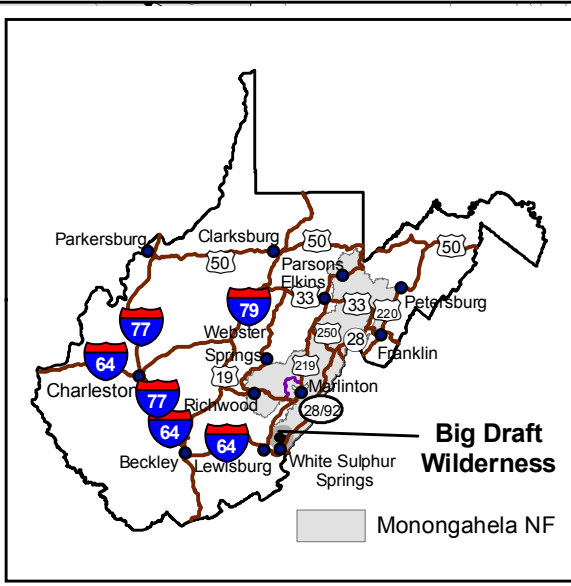 Parkersburg
Clarksburg
50
50
50
Parsons
Elkins
33
33
79
Petersburg
220
77
Webster
Springs
250
28
Franklin
64
219
19
Charleston
Marlinton
77
Richwood
28/92
64
64
Big Draft
Wilderness
Beckley
Lewisburg
White Sulphur
Springs
Monongahela NF